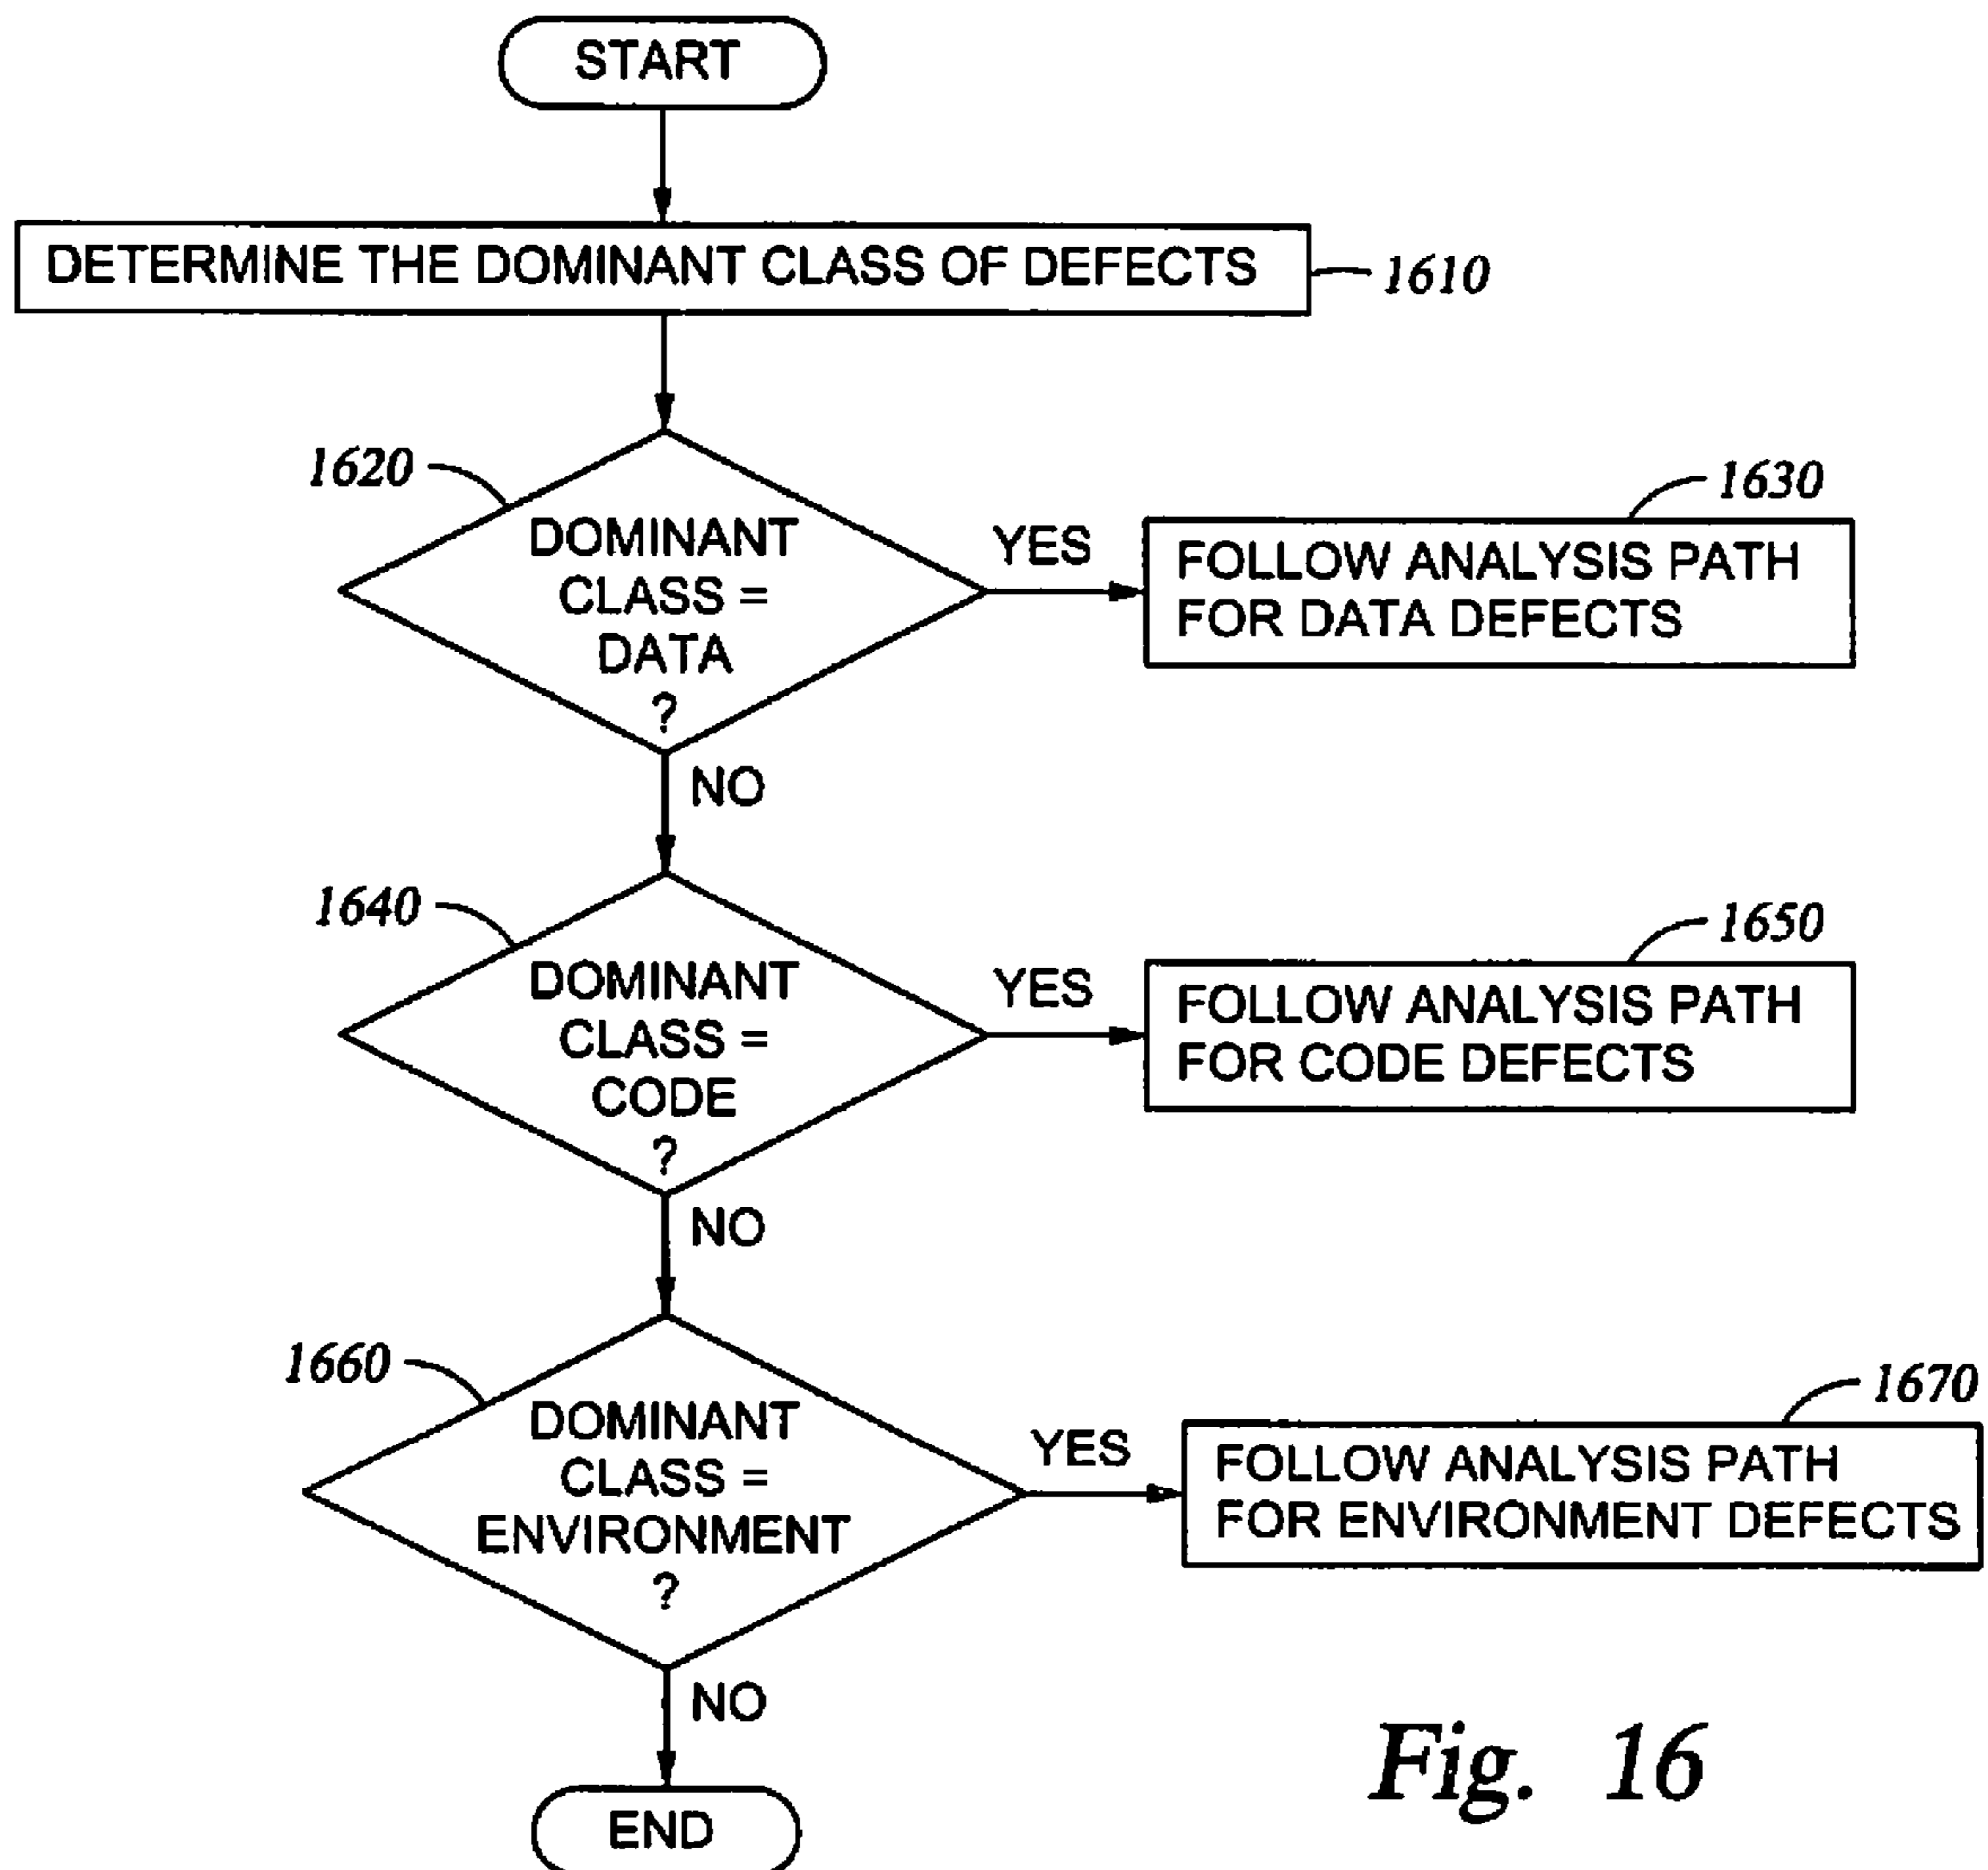 START
DETERMINE THE DOMINANT CLASS OF DEFECTS
1610
1620
DOMINANT
CLASS =
DATA
?
YES
1630
FOLLOW ANALYSIS PATH
FOR DATA DEFECTS
NO
1640
DOMINANT
CLASS =
CODE
?
YES
1650
FOLLOW ANALYSIS PATH
FOR CODE DEFECTS
NO
1660
DOMINANT
CLASS =
ENVIRONMENT
?
YES
1670
FOLLOW ANALYSIS PATH
FOR ENVIRONMENT DEFECTS
NO
END
Fig. 16